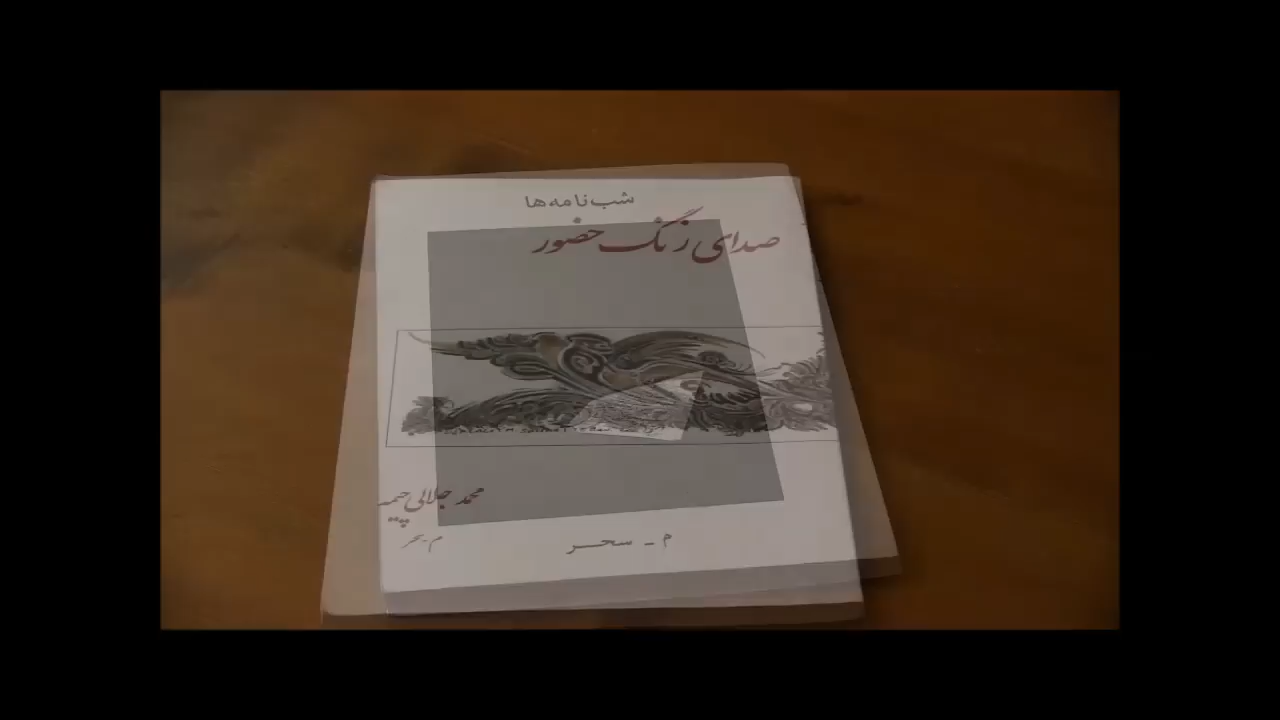 شب‌نامه‌ها
صدای زنگ حضور
محمد جلالی چیمه
م. سحر
م ـ سحر